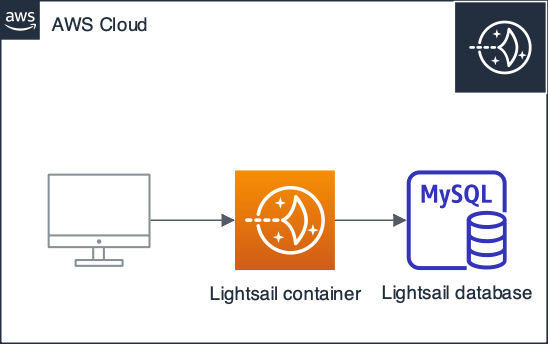 aws
AWS Cloud
MySQL
Lightsail container
Lightsail database